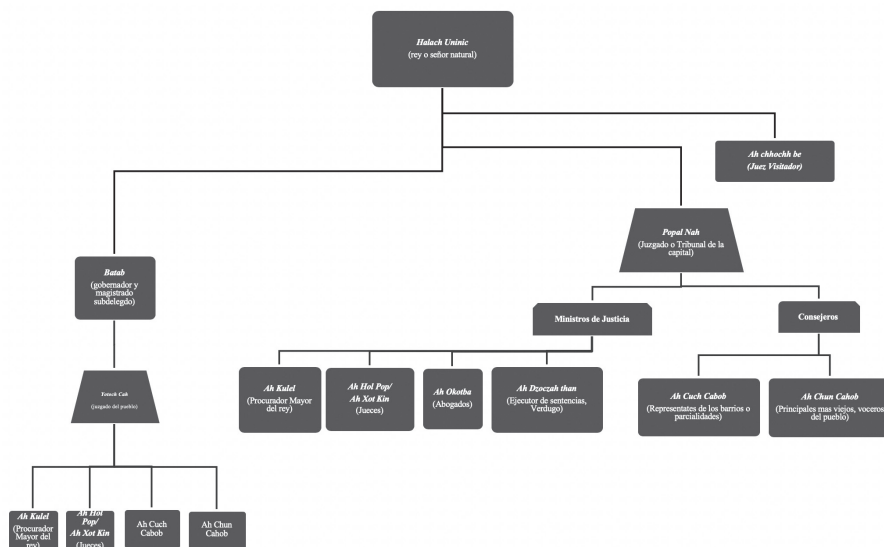 Halach Uninic
(rey o señor natural)
Ah chhochh be
(Juez Visitador)
Popal Nah
(Juzgado o Tribunal de la
capital)
Batab
(gobernador y
magistrado
subdelegdo)
Ministros de Justicia
Consejeros
Ah Kulel
(Procurador Mayor
del rey)
Ah Hol Pop/
Ah Xot Kin
(Jueces)
Ah Okotba
(Abogados)
Ah Dzoczah than
(Ejecutor de sentencias,
Verdugo)
Ah Cuch Cabob
(Representates de los barrios o
parcialidades)
Ah Chun Cahob
(Principales mas viejos, voceros
del pueblo)
Cah
(juzgado del pueblo)
Ah Kulel
(Procurador
Mayor del
rey)
Ah Hol
Pop/
Ah Xot Kin
(Jueces)
Ah Cuch
Cabob
Ah Chun
Cahob